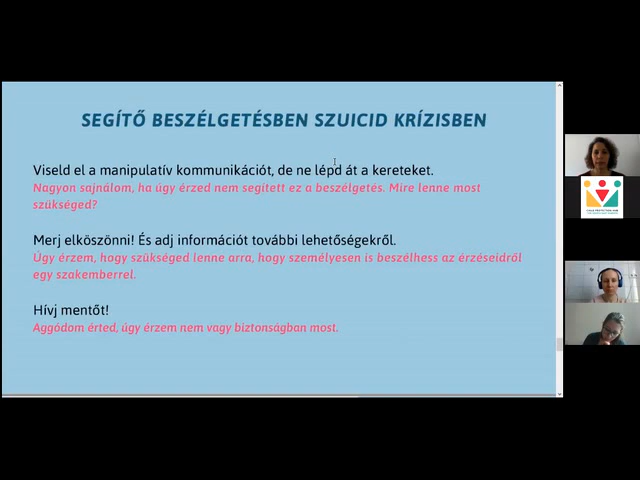 SEGÍTŐ BESZÉLGETÉSBEN SZUICID KRÍZISBEN
Viseld el a manipulatív kommunikációt, de ne lépd át a kereteket.
Nagyon sajnálom, ha úgy érzed nem segített ez a beszélgetés. Mire lenne most
szükséged?
Merj elköszönni! És adj információt további lehetőségekről.
Úgy érzem, hogy szükséged lenne arra, hogy személyesen is beszélhess az érzéseidről
egy szakemberrel.
Hívj mentőt!
Aggódom érted, úgy érzem nem vagy biztonságban most.